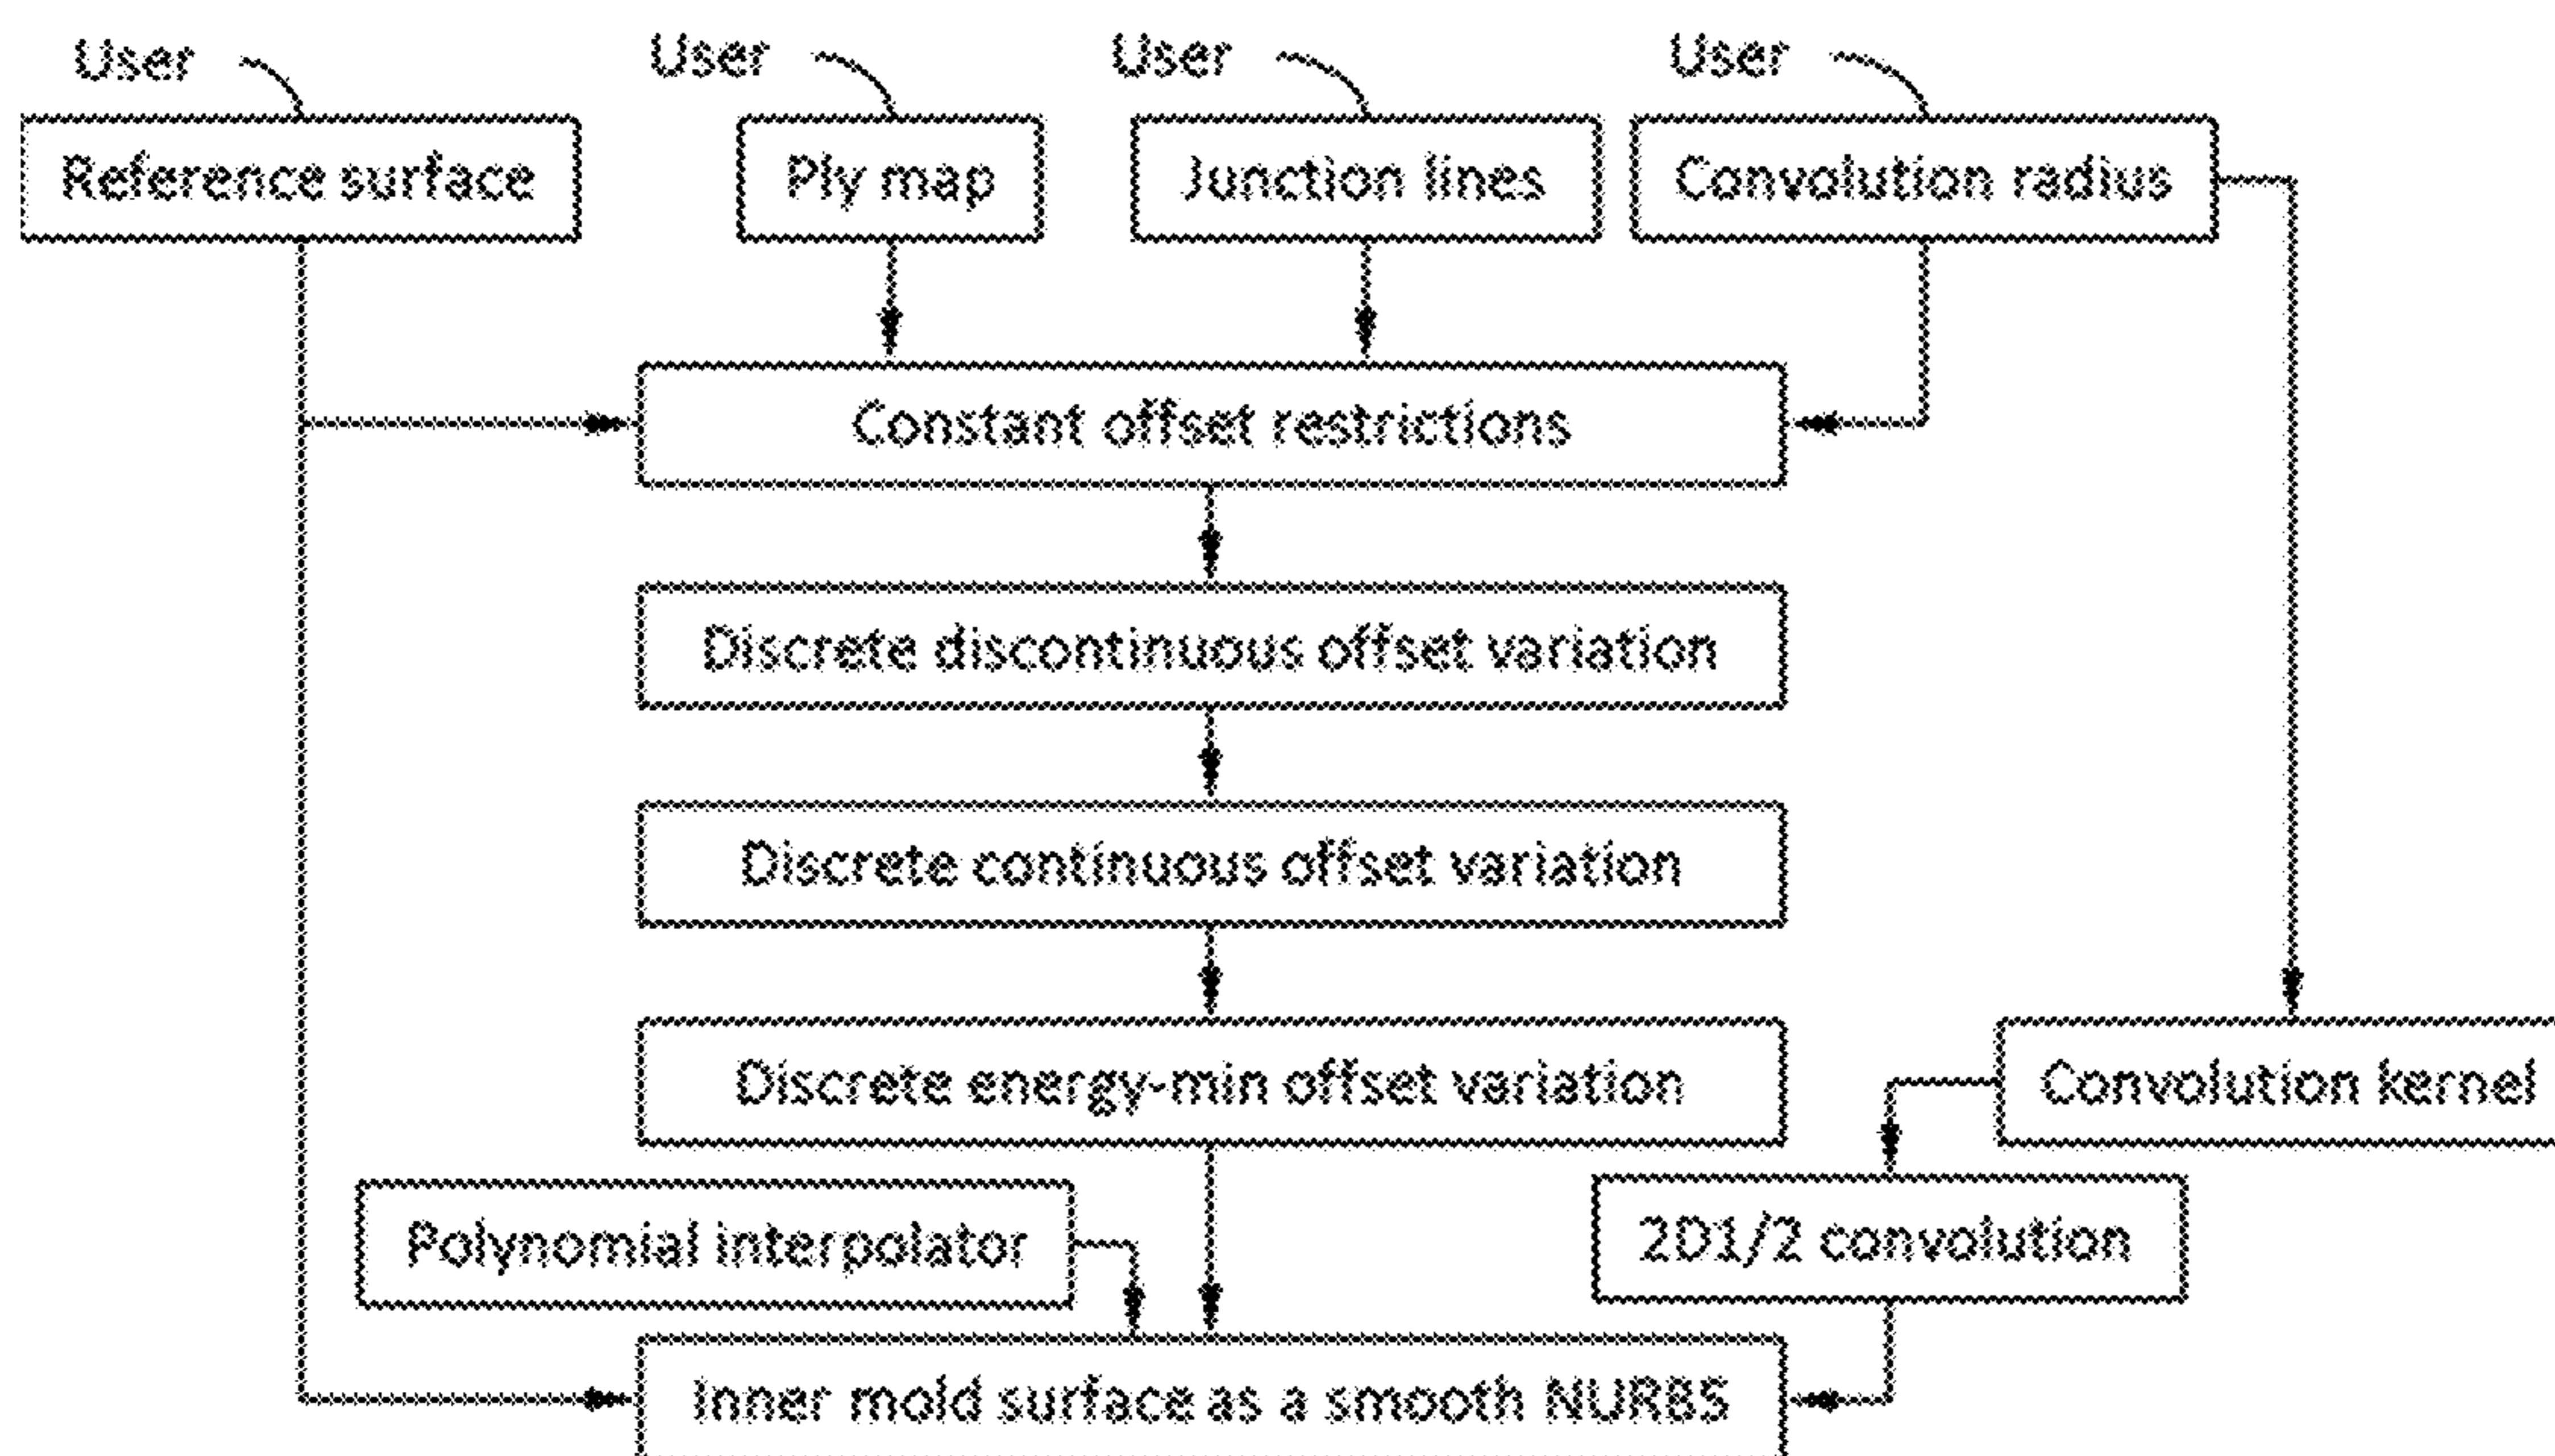 User User User User
Reference surface Ply map Junction lines Convolution radius
Constant offset restrictions
Discrete discontinuous offset variation
Discrete continuous offset variation
Discrete energy-min offset variation Convolution kernel
Polynomial interpolator 2D1/2 convolution
Inner mold surface as a smooth NURBS